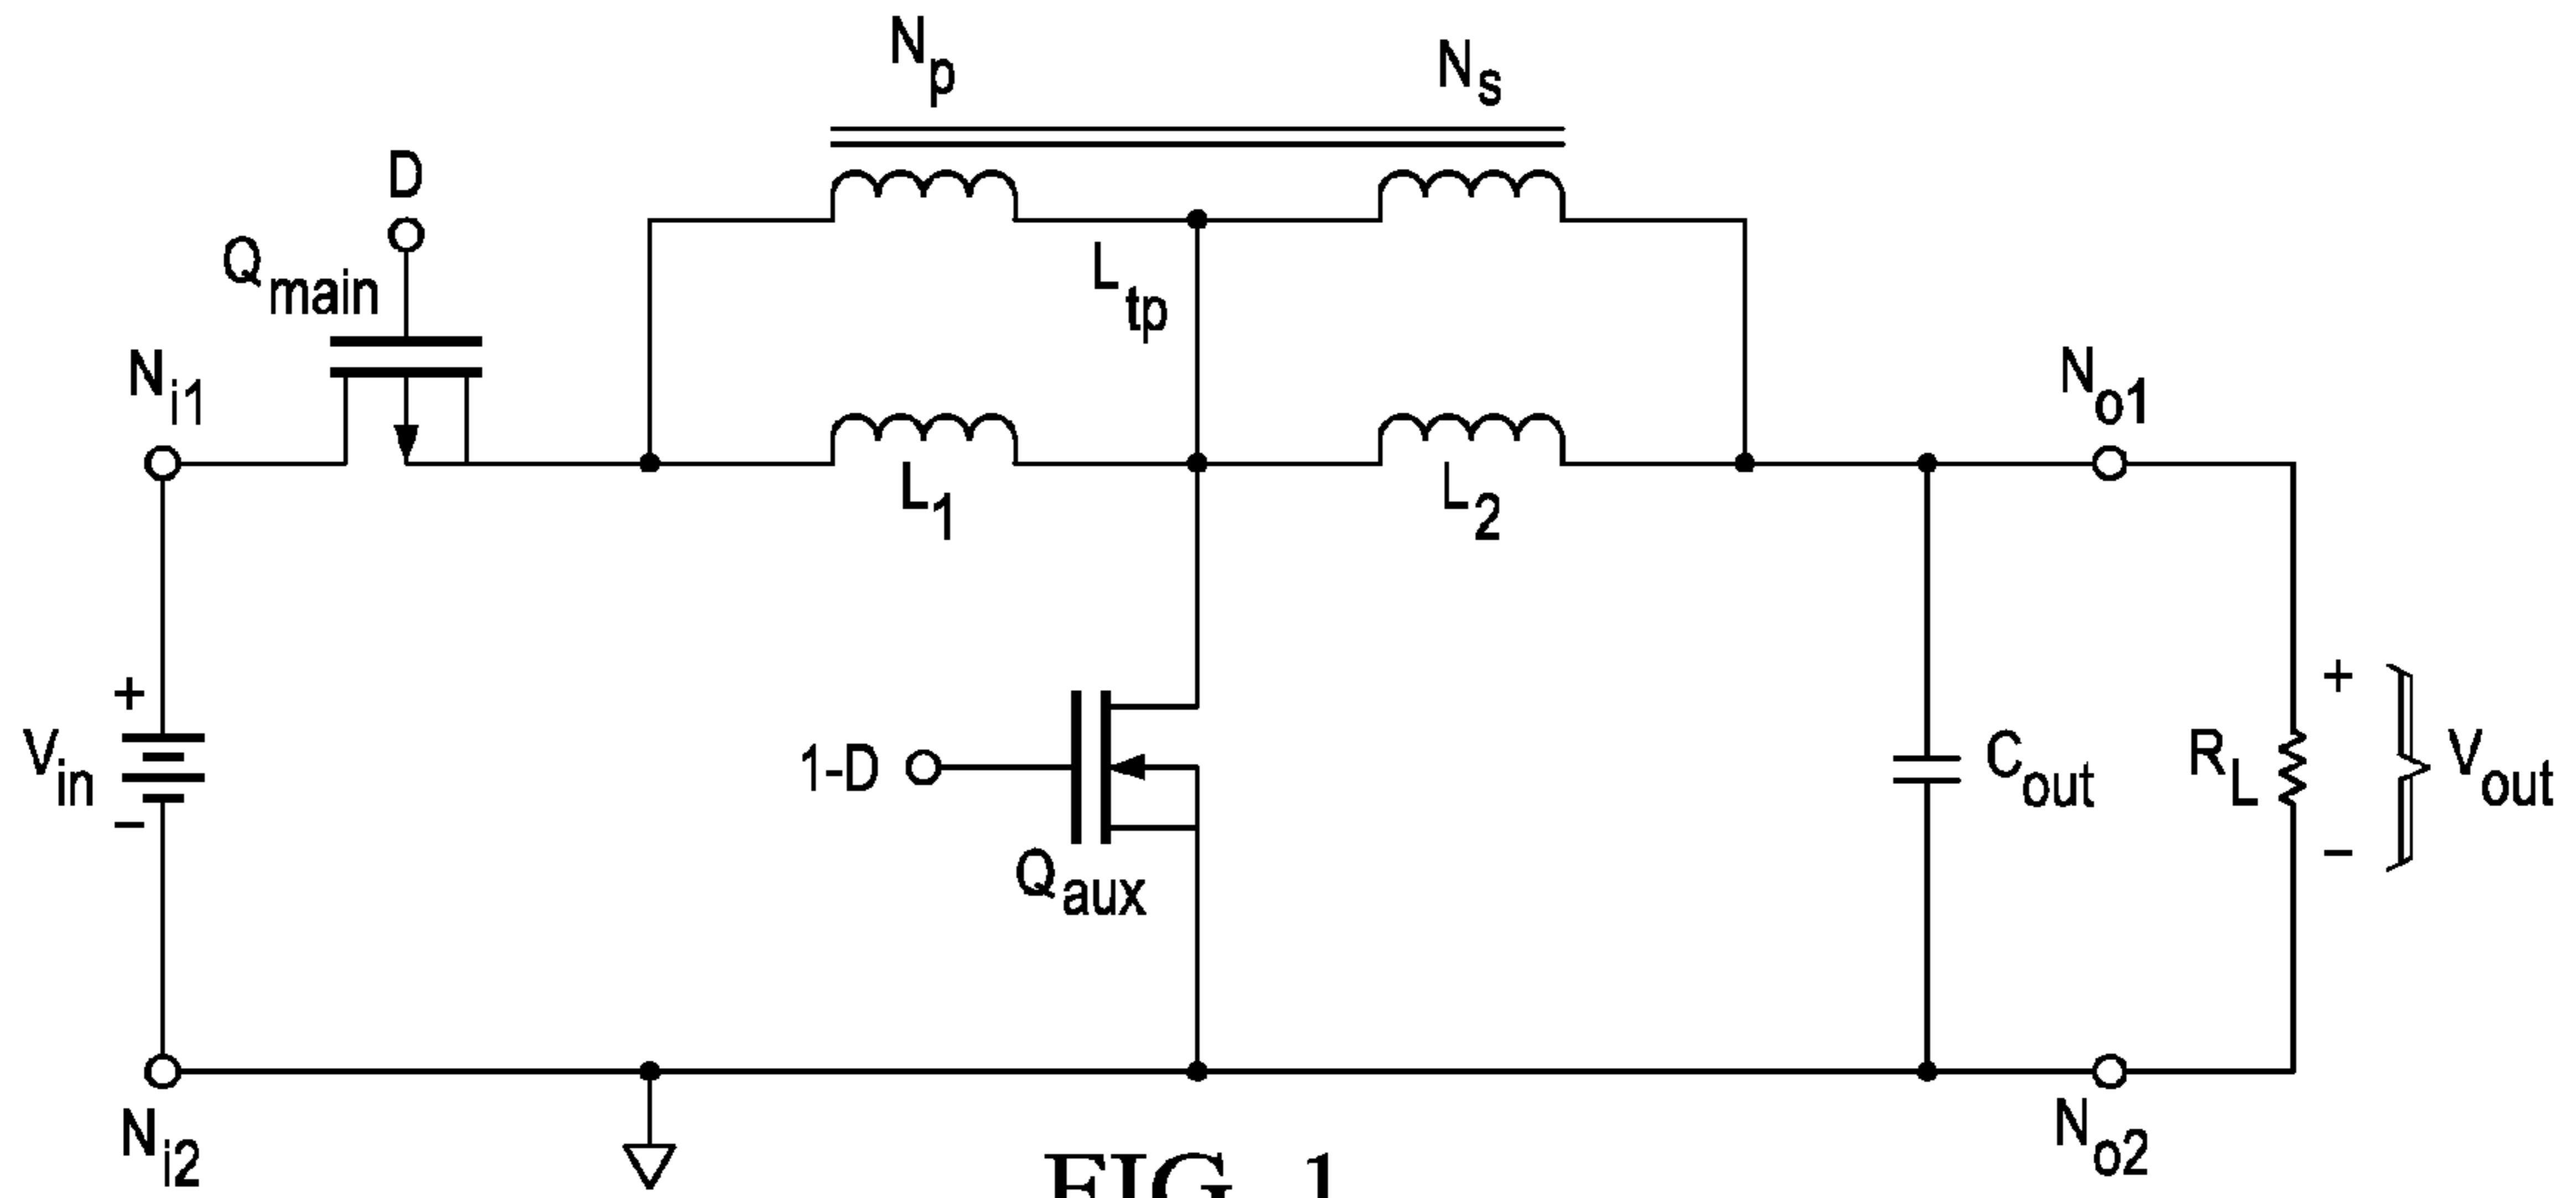 Np
Ns
D
Qmain
Ltp
Ni1
No1
L1
L2
+
+
Vin
1-D
Cout
RL
Vout
−
−
Qaux
Ni2
No2
FIG. 1